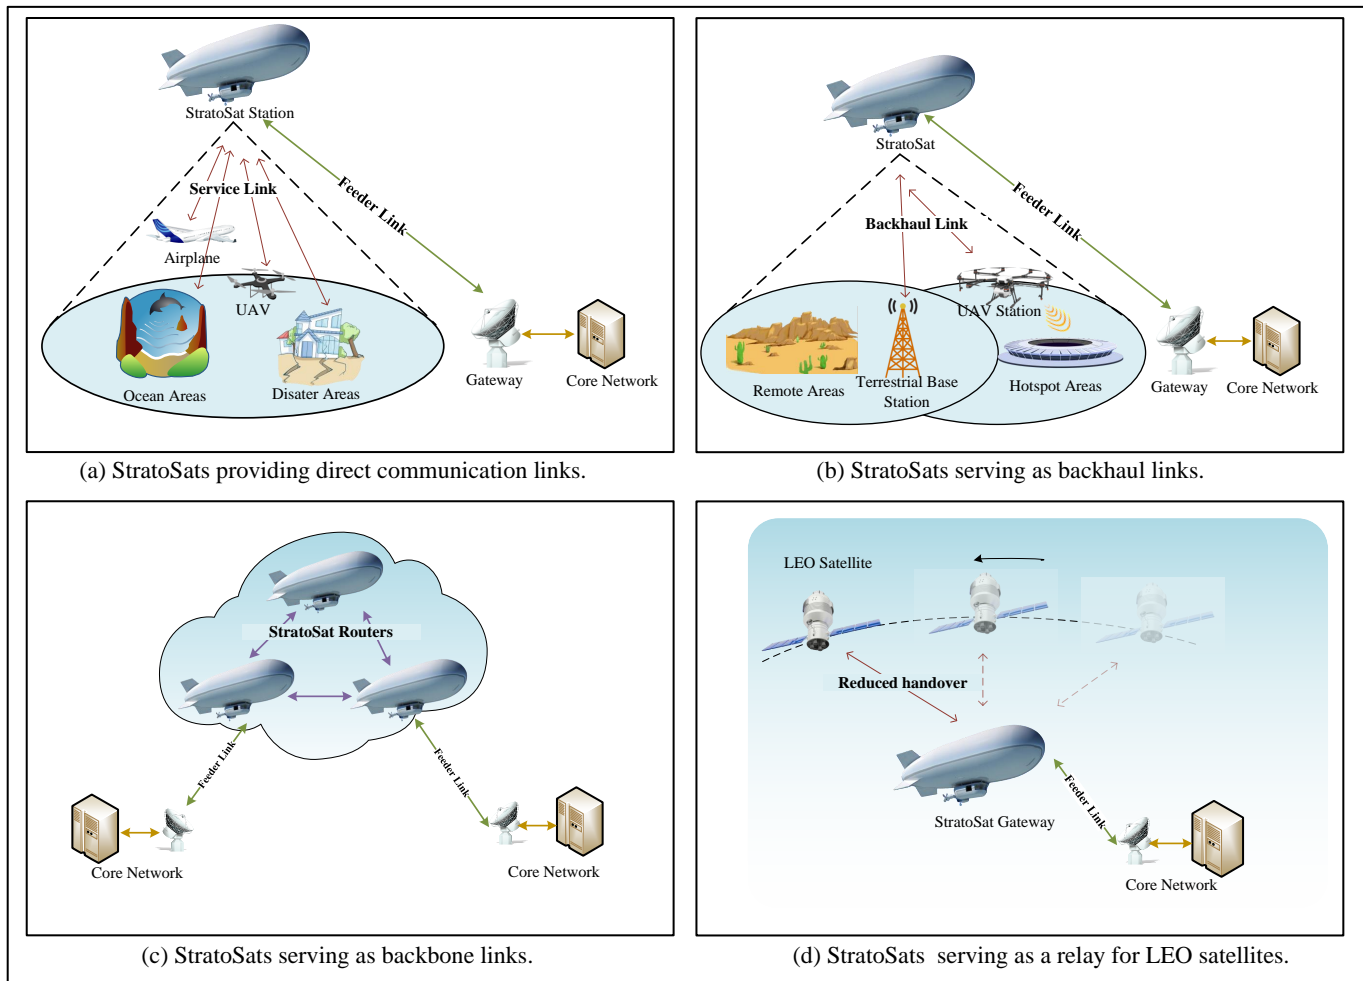 StratoSat Station
Service Link
Feeder Link
Airplane
UAV
Ocean Areas
Disater Areas
Gateway
Core Network
(a) StratoSats providing direct communication links.
StratoSat
Feeder Link
Backhaul Link
UAV Station
Remote Areas
Terrestrial Base
Station
Hotspot Areas
Gateway
Core Network
(b) StratoSats serving as backhaul links.
StratoSat Routers
Feeder Link
Feeder Link
Core Network
Core Network
(c) StratoSats serving as backbone links.
LEO Satellite
Reduced handover
StratoSat Gateway
Feeder Link
Core Network
(d) StratoSats serving as a relay for LEO satellites.